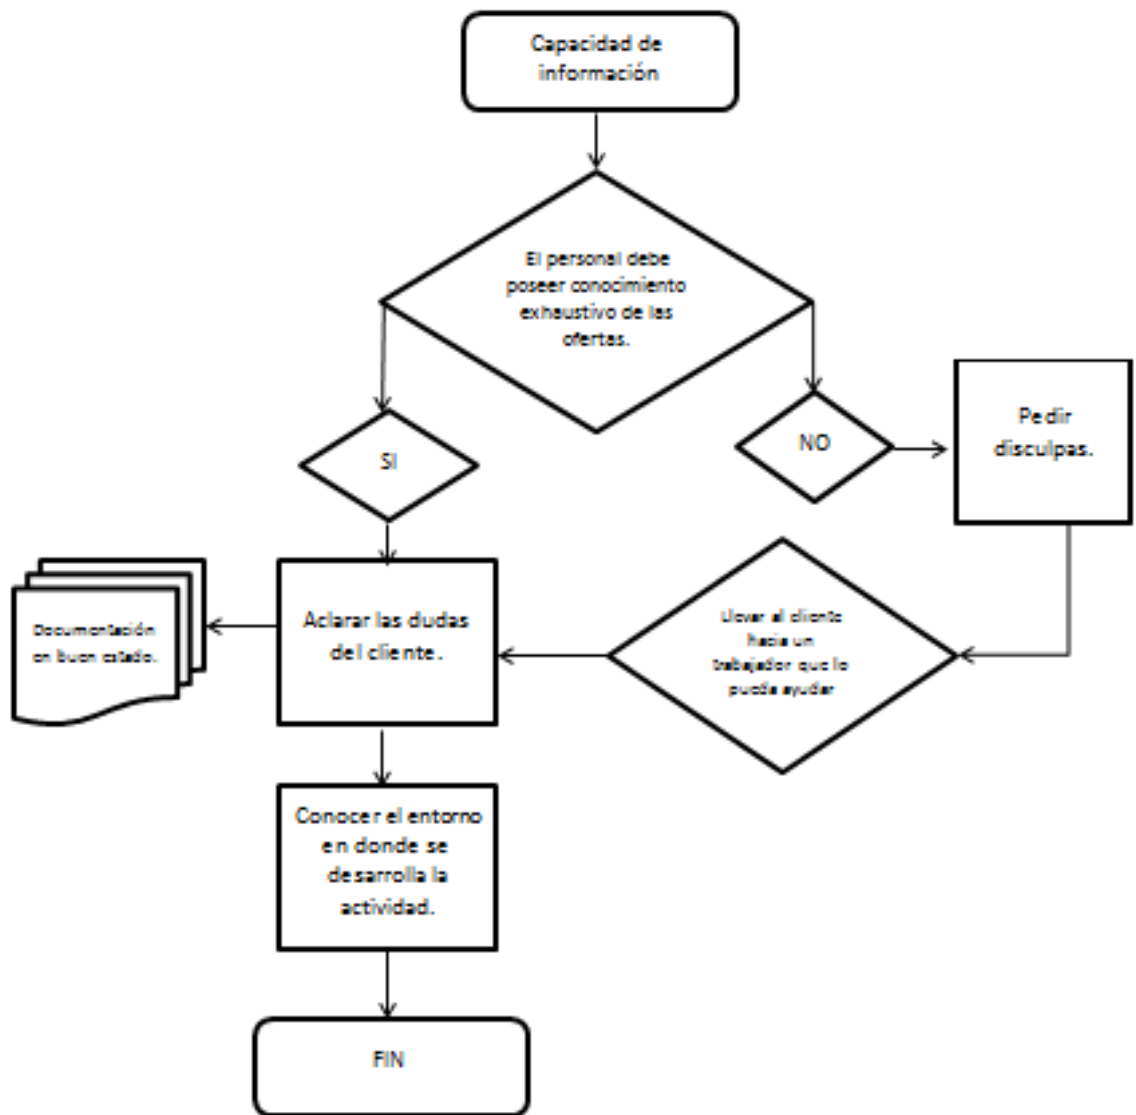 Capacidad de
información
El personal debe
poseer conocimiento
exhaustivo de las
ofertas.
SI
NO
Pedir
disculpas.
Documentación
en buen estado.
Aclarar las dudas
del cliente.
Llevar al cliente
hacia un
trabajador que lo
pueda ayudar
Conocer el entorno
en donde se
desarrolla la
actividad.
FIN